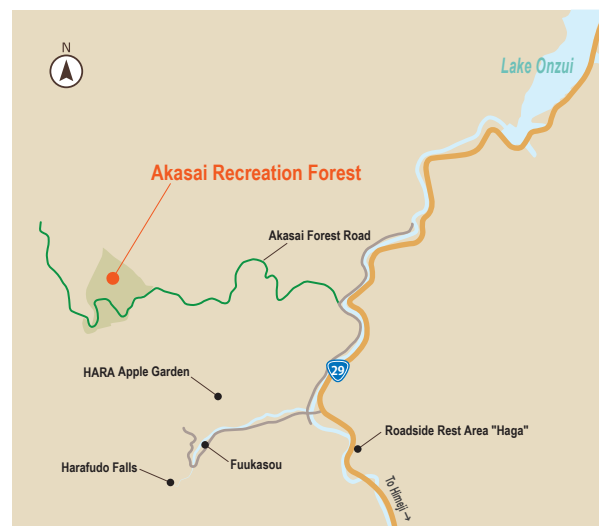 N
Lake Onzui
Akasai Recreation Forest
Akasai Forest Road
29
HARA Apple Garden
Roadside Rest Area "Haga"
Fuukasou
Harafudo Falls
To Himeji →